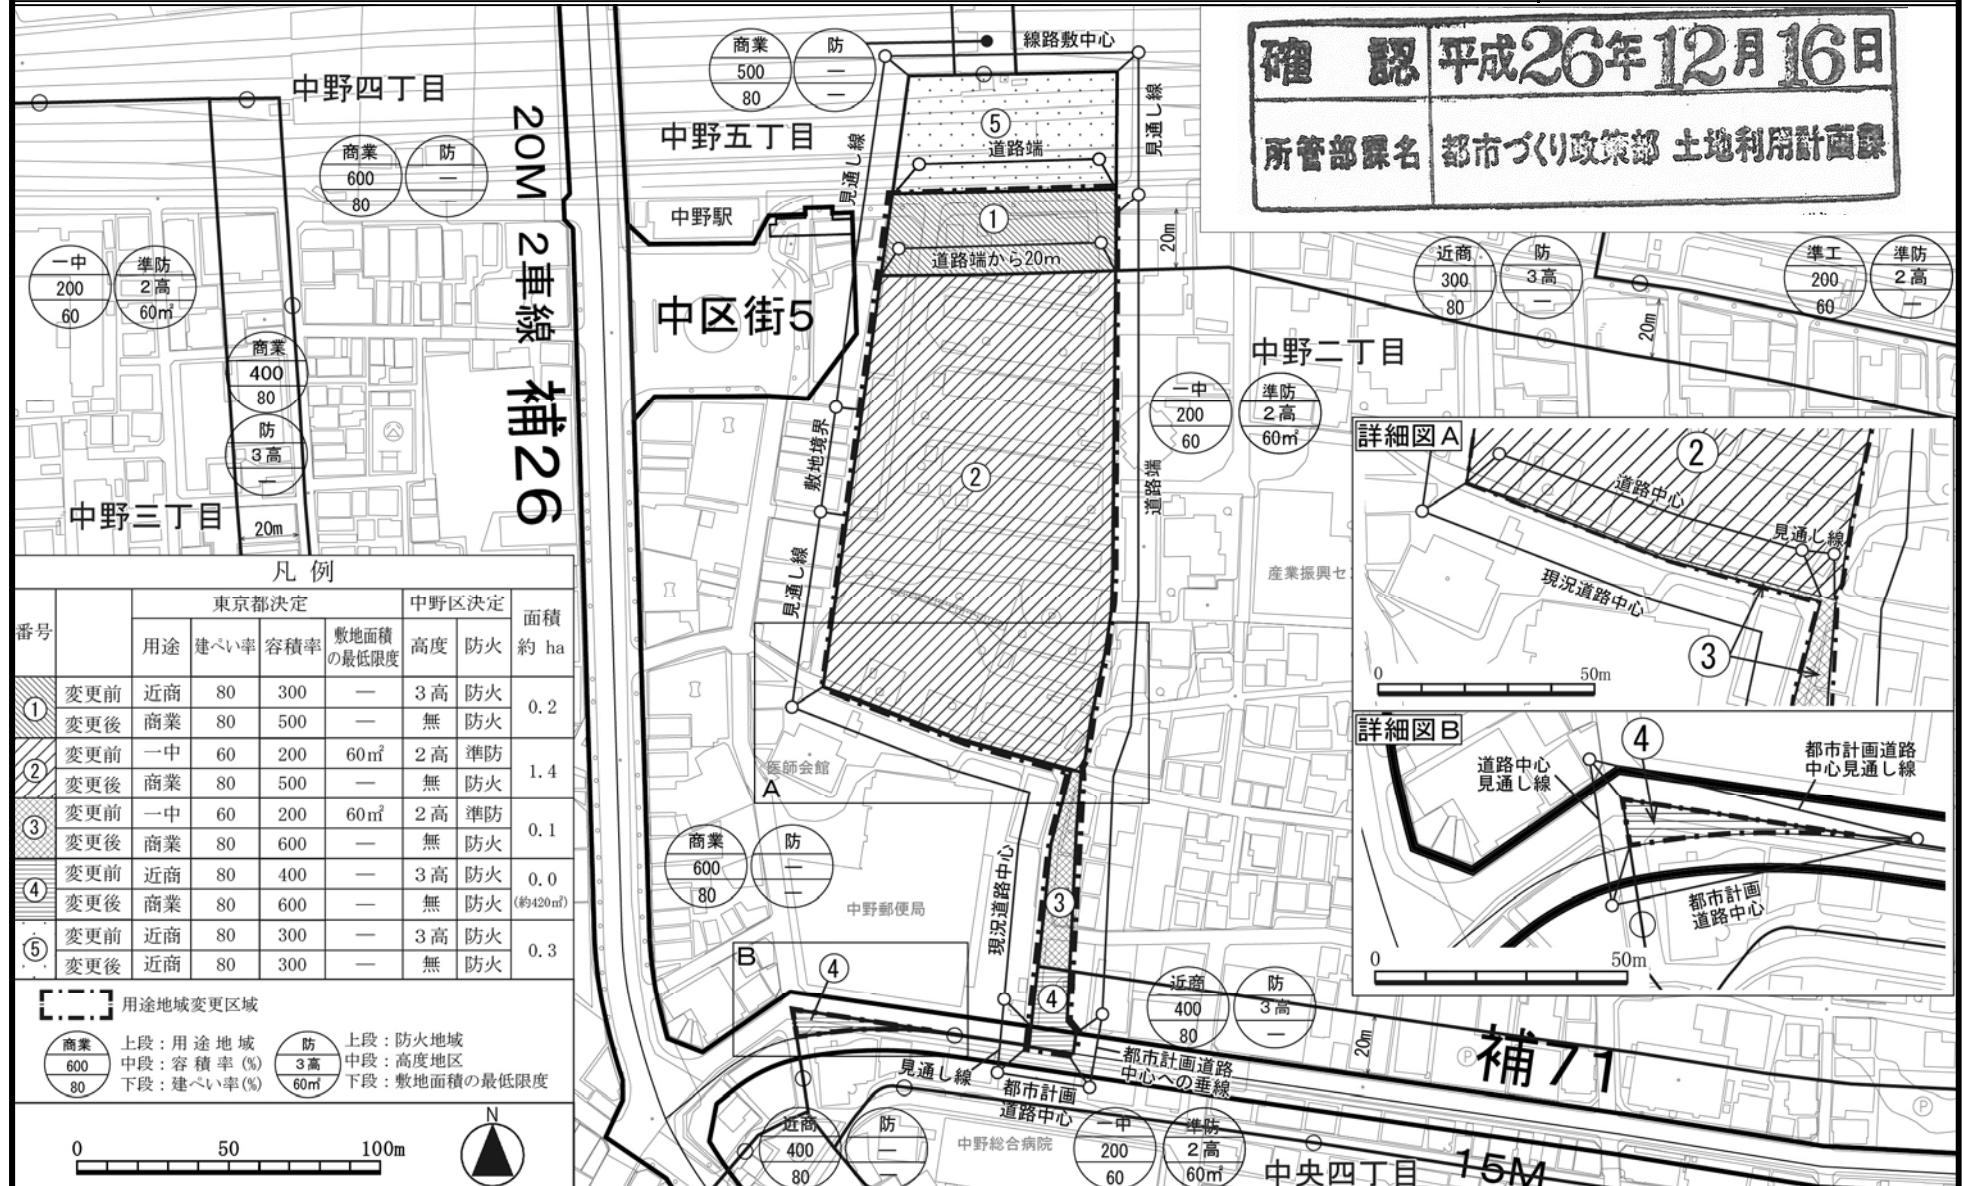 確認 平成26年12月16日
所管部課名 都市づくり政策部 土地利用計画課
線路敷中心
商業
500
80
防
―
―
中野四丁目
中野五丁目
20M 2車線 補26
見通し線
見通し線
⑤
道路端
商業
600
80
防
―
―
中野駅
①
道路端から20m
20m
一中
200
60
準防
2高
60㎡
中区街5
近商
300
80
防
3高
―
準工
200
60
準防
2高
―
20m
中野二丁目
商業
400
80
防
3高
―
一中
200
60
準防
2高
60㎡
敷地境界
②
道路端
中野三丁目
20m
見通し線
産業振興セ
詳細図A
②
道路中心
見通し線
現況道路中心
③
0 50m
医師会館
A
詳細図B
④
道路中心
見通し線
都市計画道路
中心見通し線
都市計画
道路中心
0 50m
商業
600
80
防
―
―
中野郵便局
現況道路中心
③
B
④
④
近商
400
80
防
3高
―
20m
補71
見通し線
都市計画道路
中心への垂線
都市計画
道路中心
近商
400
80
防
―
―
中野総合病院
一中
200
60
準防
2高
60㎡
中央四丁目
15M
凡例
番号 東京都決定 中野区決定 面積 約 ha
用途 建ぺい率 容積率 敷地面積の最低限度 高度 防火
① 変更前 近商 80 300 ― 3高 防火 0.2
変更後 商業 80 500 ― 無 防火
② 変更前 一中 60 200 60㎡ 2高 準防 1.4
変更後 商業 80 500 ― 無 防火
③ 変更前 一中 60 200 60㎡ 2高 準防 0.1
変更後 商業 80 600 ― 無 防火
④ 変更前 近商 80 400 ― 3高 防火 0.0
変更後 商業 80 600 ― 無 防火 (約420㎡)
⑤ 変更前 近商 80 300 ― 3高 防火 0.3
変更後 近商 80 300 ― 無 防火
用途地域変更区域
商業
600
80
上段：用途地域
中段：容積率(%)
下段：建ぺい率(%)
防
3高
60㎡
上段：防火地域
中段：高度地区
下段：敷地面積の最低限度
0 50 100m
N